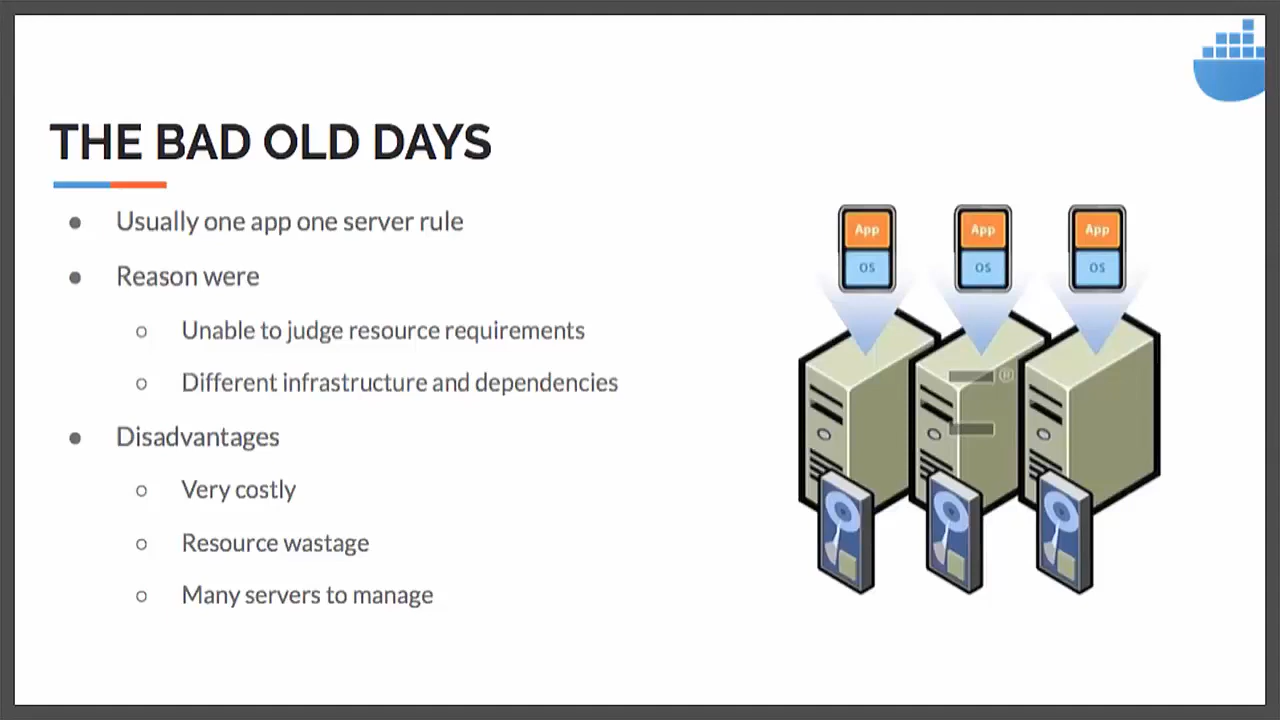 THE BAD OLD DAYS
● Usually one app one server rule
● Reason were
○ Unable to judge resource requirements
○ Different infrastructure and dependencies
● Disadvantages
○ Very costly
○ Resource wastage
○ Many servers to manage
App App App
OS OS OS
®